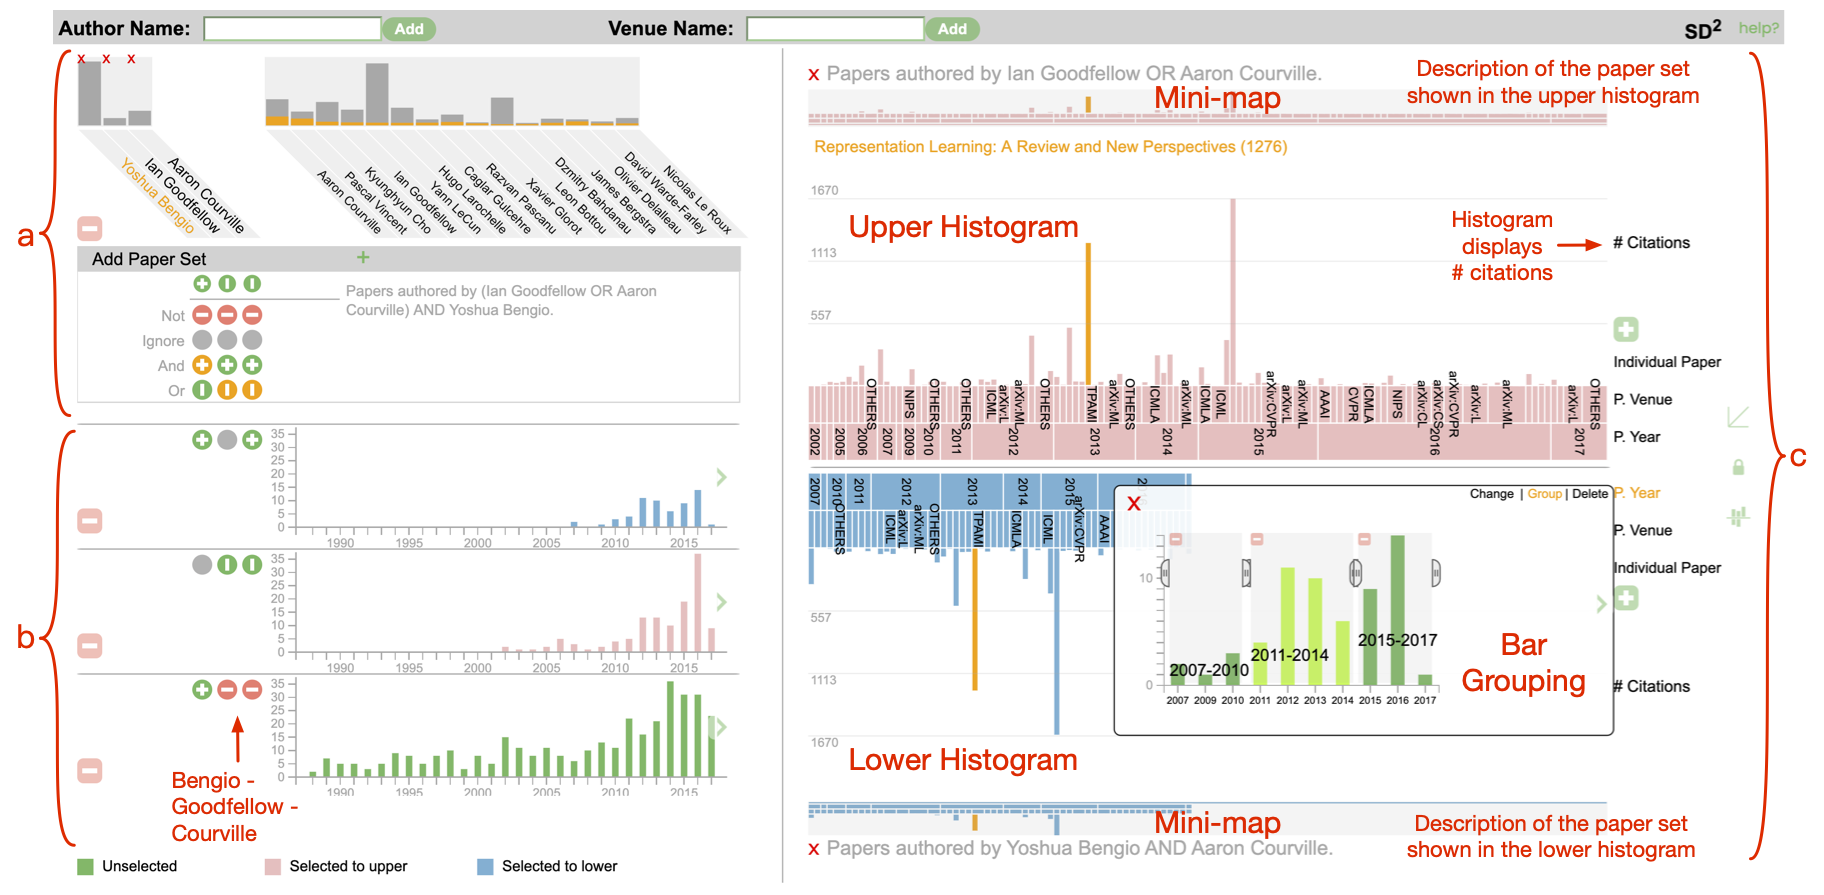 Author Name: Add Venue Name: Add SD2 help?
a
x x x
Yoshua Bengio
Ian Goodfellow
Aaron Courville
Aaron Courville
Pascal Vincent
Kyunghyun Cho
Ian Goodfellow
Yann LeCun
Hugo Larochelle
Caglar Gulcehre
Razvan Pascanu
Xavier Glorot
Leon Bottou
Dzmitry Bahdanau
James Bergstra
Olivier Delalleau
David Warde-Farley
Nicolas Le Roux
Add Paper Set +
Papers authored by (Ian Goodfellow OR Aaron
Courville) AND Yoshua Bengio.
Not
Ignore
And
Or
b
35
30
25
20
15
10
5
0
1990 1995 2000 2005 2010 2015
35
30
25
20
15
10
5
0
1990 1995 2000 2005 2010 2015
35
30
25
20
15
10
5
0
1990 1995 2000 2005 2010 2015
Bengio -
Goodfellow -
Courville
Unselected Selected to upper Selected to lower
c
x Papers authored by Ian Goodfellow OR Aaron Courville.
Description of the paper set
shown in the upper histogram
Mini-map
Representation Learning: A Review and New Perspectives (1276)
1670
1113
557
Upper Histogram
Histogram
displays
# citations
# Citations
Individual Paper
P. Venue
P. Year
OTHERS NIPS OTHERS OTHERS ICML arXiv:L arXiv:ML OTHERS TPAMI arXiv:ML OTHERS ICMLA arXiv:ML ICMLA ICML arXiv:CVPR arXiv:L arXiv:ML AAAI CVPR ICMLA NIPS arXiv:CL arXiv:CS arXiv:CVPR arXiv:L arXiv:ML arXiv:L OTHERS
2002 2005 2006 2007 2009 2010 2011 2012 2013 2014 2015 2016 2017
2007 2010 2011 2012 2013 2014 2015
OTHERS ICML arXiv:L arXiv:ML OTHERS TPAMI ICMLA ICML arXiv:CVPR AAAI
P. Year
P. Venue
Individual Paper
# Citations
557
1113
1670
x Change | Group | Delete
10
0
2007-2010 2011-2014 2015-2017
2007 2009 2010 2011 2012 2013 2014 2015 2016 2017
Bar
Grouping
Lower Histogram
Mini-map
Description of the paper set
shown in the lower histogram
x Papers authored by Yoshua Bengio AND Aaron Courville.